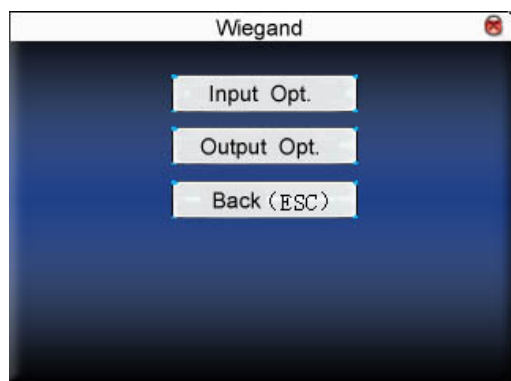 Wiegand
Input Opt.
Output Opt.
Back（ESC）